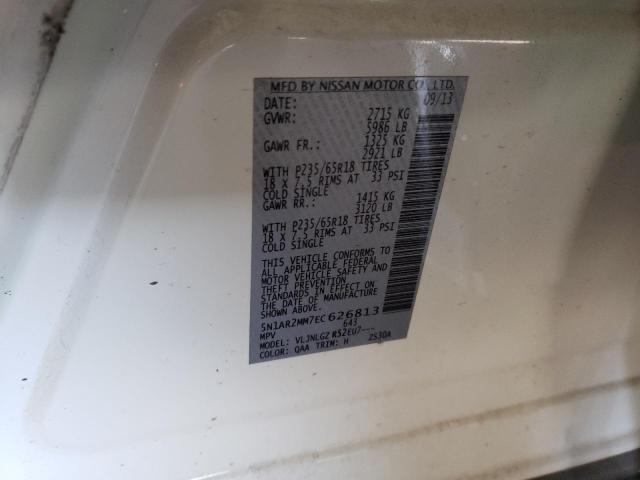 MFD BY NISSAN MOTOR CO., LTD.
DATE: 09/13
GVWR: 2715 KG
5986 LB
GAWR FR.: 1325 KG
2921 LB
WITH P235/65R18 TIRES
18 X 7.5 RIMS AT 33 PSI
COLD SINGLE
GAWR RR.: 1415 KG
3120 LB
WITH P235/65R18 TIRES
18 X 7.5 RIMS AT 33 PSI
COLD SINGLE
THIS VEHICLE CONFORMS TO
ALL APPLICABLE FEDERAL
MOTOR VEHICLE SAFETY AND
THEFT PREVENTION
STANDARDS IN EFFECT ON
THE DATE OF MANUFACTURE
5N1AR2MM7EC626813
MPV 643
MODEL: VLJNLGZ R52EU7---
COLOR: QAA TRIM: H 2S30A